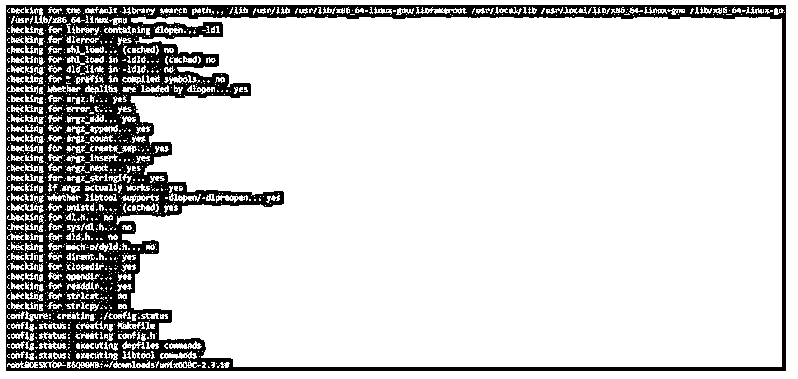 checking for the default library search path... /lib /usr/lib /usr/lib/x86_64-linux-gnu/libfakeroot /usr/local/lib /usr/local/lib/x86_64-linux-gnu /lib/x86_64-linux-gnu
/usr/lib/x86_64-linux-gnu
checking for library containing dlopen... -ldl
checking for dlerror... yes
checking for shl_load... (cached) no
checking for shl_load in -ldld... (cached) no
checking for dld_link in -ldld... no
checking for _ prefix in compiled symbols... no
checking whether deplibs are loaded by dlopen... yes
checking for argz.h... yes
checking for error_t... yes
checking for argz_add... yes
checking for argz_append... yes
checking for argz_count... yes
checking for argz_create_sep... yes
checking for argz_insert... yes
checking for argz_next... yes
checking for argz_stringify... yes
checking if argz actually works... yes
checking whether libtool supports -dlopen/-dlpreopen... yes
checking for unistd.h... (cached) yes
checking for dl.h... no
checking for sys/dl.h... no
checking for dld.h... no
checking for mach-o/dyld.h... no
checking for dirent.h... yes
checking for closedir... yes
checking for opendir... yes
checking for readdir... yes
checking for strlcat... no
checking for strlcpy... no
configure: creating ./config.status
config.status: creating Makefile
config.status: creating config.h
config.status: executing depfiles commands
config.status: executing libtool commands